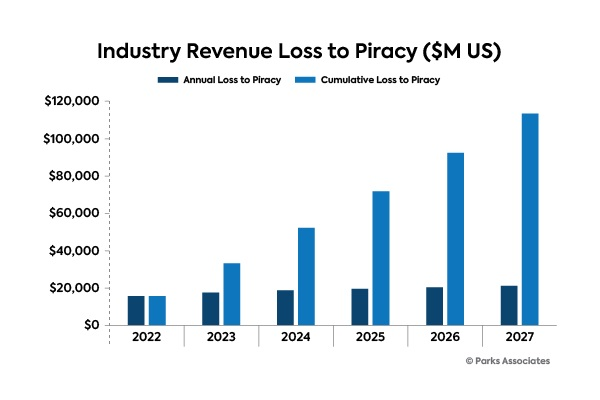 Industry Revenue Loss to Piracy ($M US)
Annual Loss to Piracy Cumulative Loss to Piracy
$120,000
$100,000
$80,000
$60,000
$40,000
$20,000
$0
2022 2023 2024 2025 2026 2027
© Parks Associates